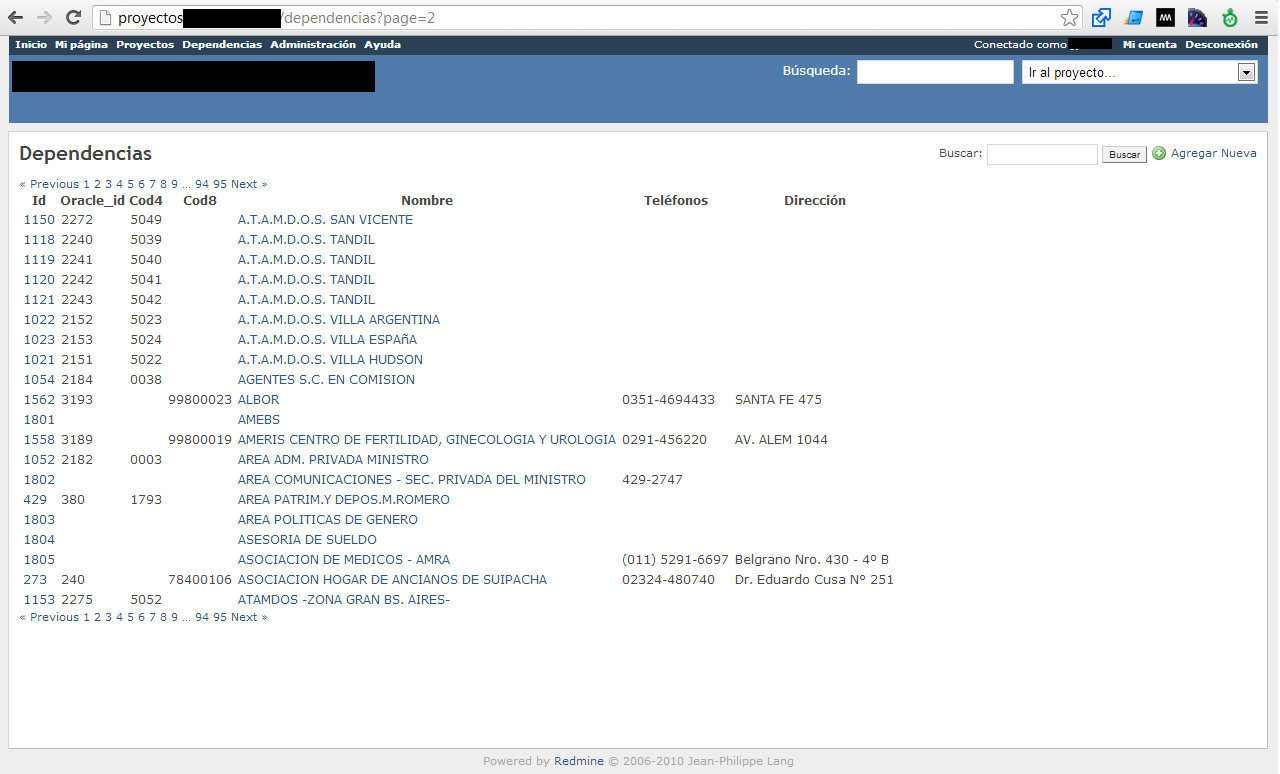 proyectos /dependencias?page=2
Inicio Mi página Proyectos Dependencias Administración Ayuda Conectado como Mi cuenta Desconexión
Búsqueda: Ir al proyecto...
Dependencias Buscar: Buscar Agregar Nueva
« Previous 1 2 3 4 5 6 7 8 9 ... 94 95 Next »
Id Oracle_id Cod4 Cod8 Nombre Teléfonos Dirección
1150 2272 5049 A.T.A.M.D.O.S. SAN VICENTE
1118 2240 5039 A.T.A.M.D.O.S. TANDIL
1119 2241 5040 A.T.A.M.D.O.S. TANDIL
1120 2242 5041 A.T.A.M.D.O.S. TANDIL
1121 2243 5042 A.T.A.M.D.O.S. TANDIL
1022 2152 5023 A.T.A.M.D.O.S. VILLA ARGENTINA
1023 2153 5024 A.T.A.M.D.O.S. VILLA ESPAñA
1021 2151 5022 A.T.A.M.D.O.S. VILLA HUDSON
1054 2184 0038 AGENTES S.C. EN COMISION
1562 3193 99800023 ALBOR 0351-4694433 SANTA FE 475
1801 AMEBS
1558 3189 99800019 AMERIS CENTRO DE FERTILIDAD, GINECOLOGIA Y UROLOGIA 0291-456220 AV. ALEM 1044
1052 2182 0003 AREA ADM. PRIVADA MINISTRO
1802 AREA COMUNICACIONES - SEC. PRIVADA DEL MINISTRO 429-2747
429 380 1793 AREA PATRIM.Y DEPOS.M.ROMERO
1803 AREA POLITICAS DE GENERO
1804 ASESORIA DE SUELDO
1805 ASOCIACION DE MEDICOS - AMRA (011) 5291-6697 Belgrano Nro. 430 - 4º B
273 240 78400106 ASOCIACION HOGAR DE ANCIANOS DE SUIPACHA 02324-480740 Dr. Eduardo Cusa Nº 251
1153 2275 5052 ATAMDOS -ZONA GRAN BS. AIRES-
« Previous 1 2 3 4 5 6 7 8 9 ... 94 95 Next »
Powered by Redmine © 2006-2010 Jean-Philippe Lang